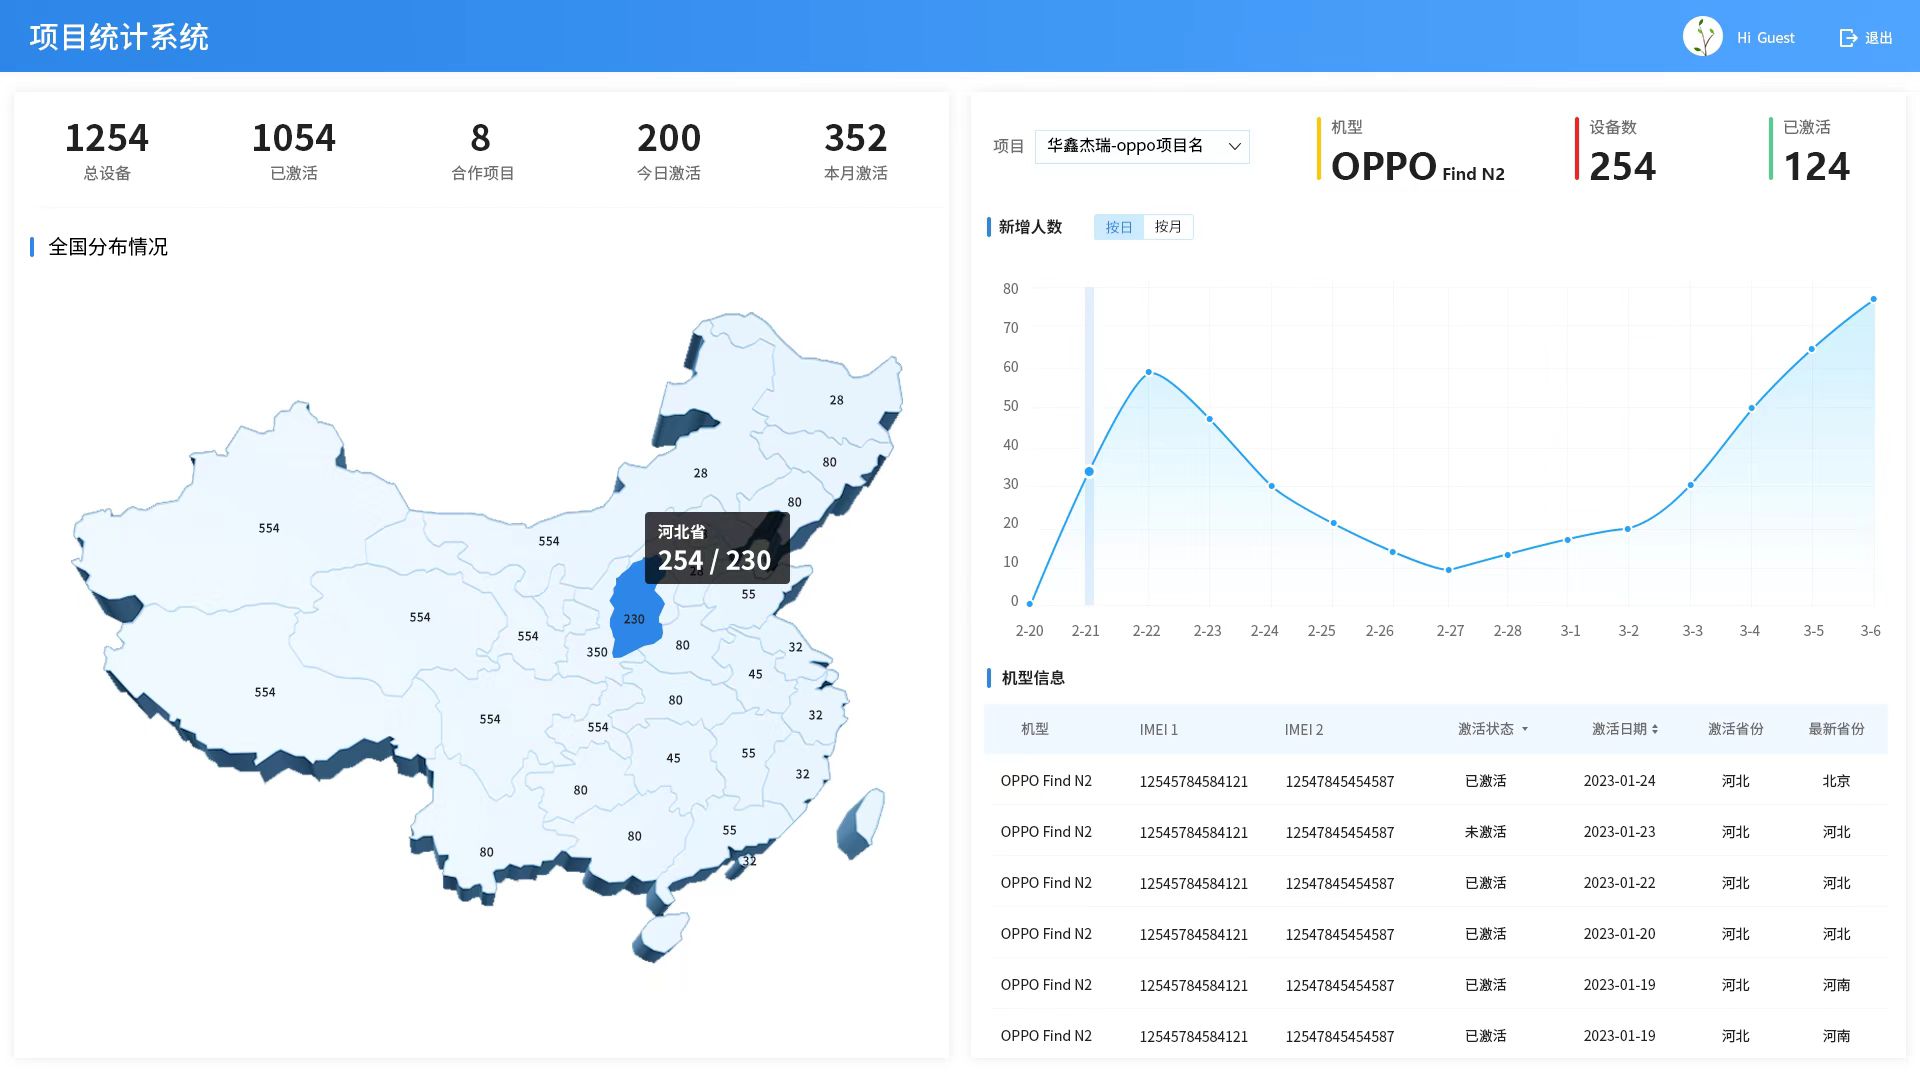 项目统计系统
Hi Guest
退出
1254
总设备
1054
已激活
8
合作项目
200
今日激活
352
本月激活
全国分布情况
28
80
28
80
554
554
河北省
254 / 230
28
55
554
230
554
350
80
32
45
554
80
32
554
554
45
55
32
80
80
55
80
32
项目
华鑫杰瑞-oppo项目名
机型
OPPO Find N2
设备数
254
已激活
124
新增人数
按日 按月
80
70
60
50
40
30
20
10
0
2-20 2-21 2-22 2-23 2-24 2-25 2-26 2-27 2-28 3-1 3-2 3-3 3-4 3-5 3-6
机型信息
机型 IMEI 1 IMEI 2 激活状态 激活日期 激活省份 最新省份
OPPO Find N2 12545784584121 12547845454587 已激活 2023-01-24 河北 北京
OPPO Find N2 12545784584121 12547845454587 未激活 2023-01-23 河北 河北
OPPO Find N2 12545784584121 12547845454587 已激活 2023-01-22 河北 河北
OPPO Find N2 12545784584121 12547845454587 已激活 2023-01-20 河北 河北
OPPO Find N2 12545784584121 12547845454587 已激活 2023-01-19 河北 河南
OPPO Find N2 12545784584121 12547845454587 已激活 2023-01-19 河北 河南